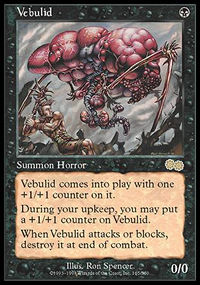 Vebulid
Summon Horror
Vebulid comes into play with one
+1/+1 counter on it.
During your upkeep, you may put
a +1/+1 counter on Vebulid.
When Vebulid attacks or blocks,
destroy it at end of combat.
Illus. Ron Spencer
0/0